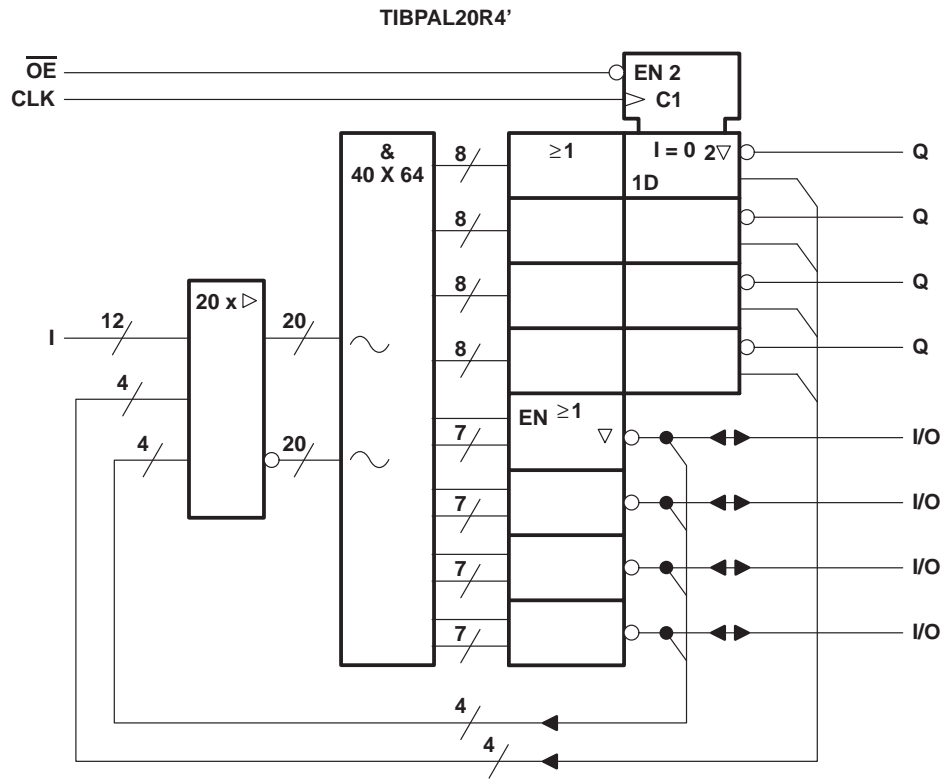 TIBPAL20R4'
OE
EN 2
CLK
C1
&
40 X 64
8
≥1
I = 0 2▽
Q
1D
8
Q
8
Q
20 x ▷
I
12
20
8
Q
4
EN ≥1
▽
7
I/O
4
20
7
I/O
7
I/O
7
I/O
4
4